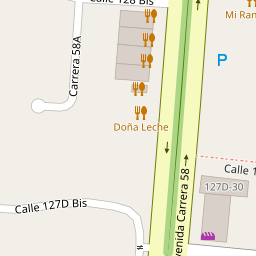 Calle 128 Bis
Mi Ran
Carrera 58A
P
Doña Leche
Calle 1
127D-30
Calle 127D Bis
venida Carrera 58